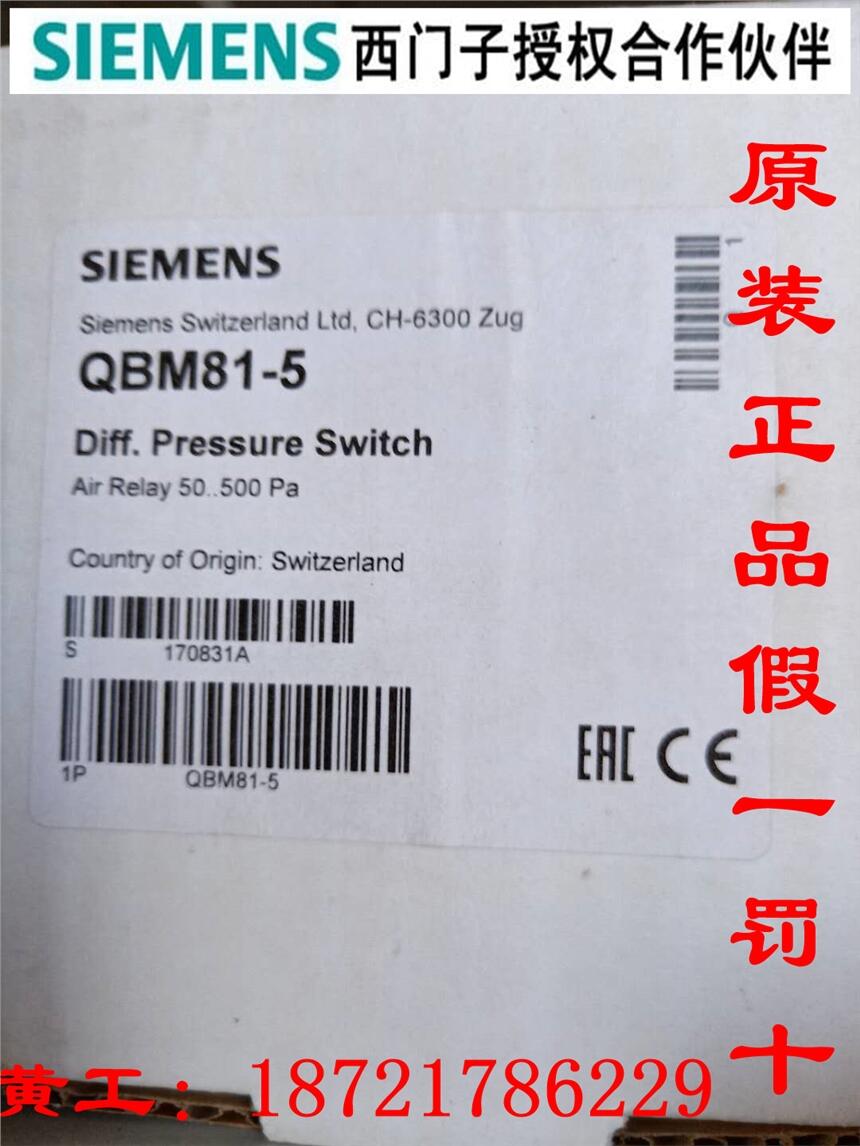 SIEMENS 西门子授权合作伙伴
SIEMENS
Siemens Switzerland Ltd, CH-6300 Zug
QBM81-5
Diff. Pressure Switch
Air Relay 50..500 Pa
Country of Origin: Switzerland
S 170831A
1P QBM81-5
EAC CE
原装正品假一罚十
黄工：18721786229